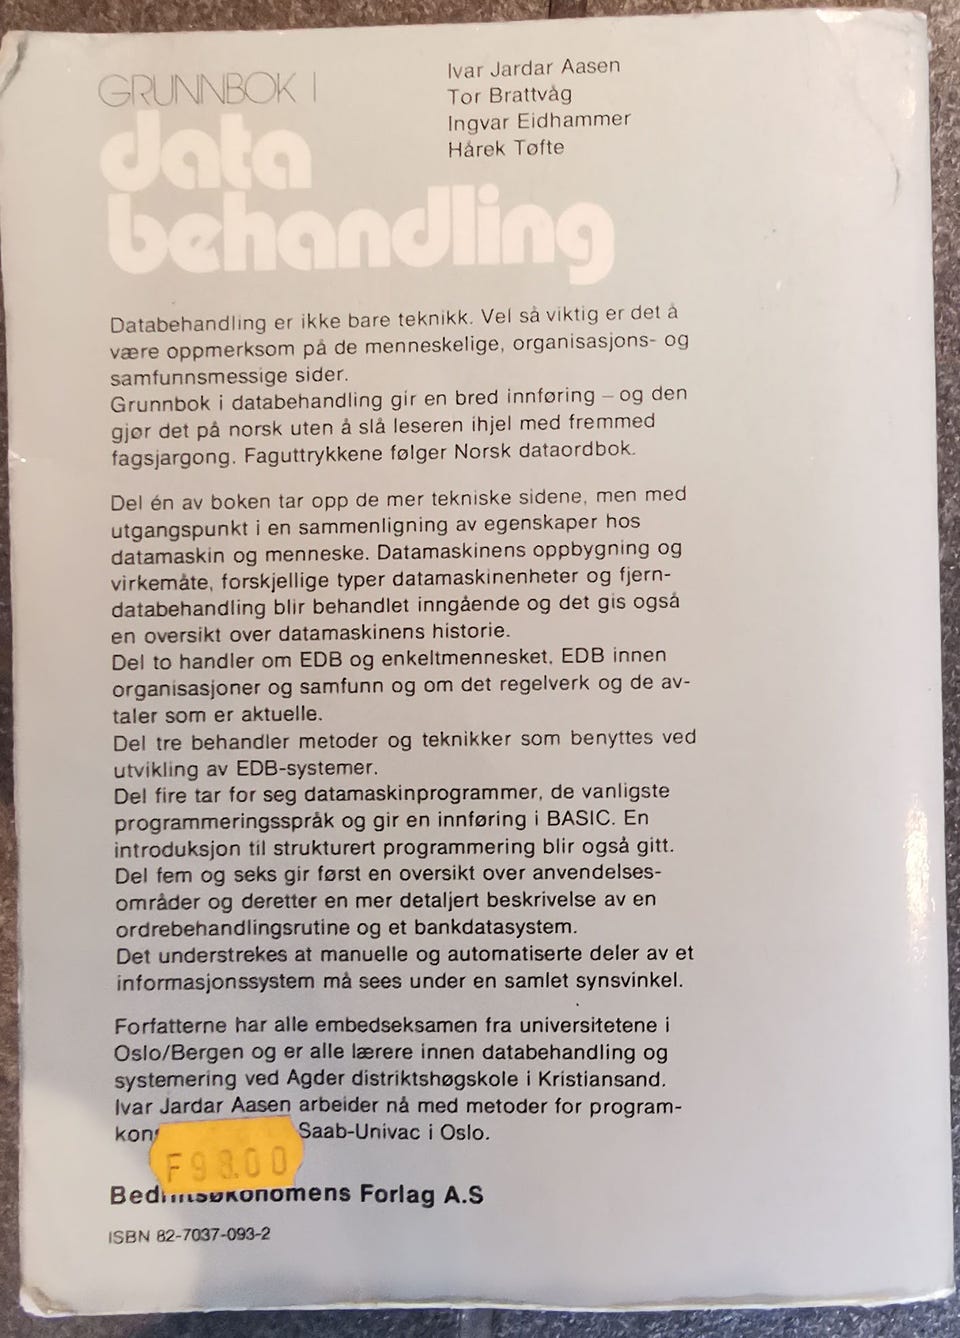 GRUNNBOK I
data
behandling
Ivar Jardar Aasen
Tor Brattvåg
Ingvar Eidhammer
Hårek Tøfte
Databehandling er ikke bare teknikk. Vel så viktig er det å
være oppmerksom på de menneskelige, organisasjons- og
samfunnsmessige sider.
Grunnbok i databehandling gir en bred innføring – og den
gjør det på norsk uten å slå leseren ihjel med fremmed
fagsjargong. Faguttrykkene følger Norsk dataordbok.
Del én av boken tar opp de mer tekniske sidene, men med
utgangspunkt i en sammenligning av egenskaper hos
datamaskin og menneske. Datamaskinens oppbygning og
virkemåte, forskjellige typer datamaskinenheter og fjern-
databehandling blir behandlet inngående og det gis også
en oversikt over datamaskinens historie.
Del to handler om EDB og enkeltmennesket, EDB innen
organisasjoner og samfunn og om det regelverk og de av-
taler som er aktuelle.
Del tre behandler metoder og teknikker som benyttes ved
utvikling av EDB-systemer.
Del fire tar for seg datamaskinprogrammer, de vanligste
programmeringsspråk og gir en innføring i BASIC. En
introduksjon til strukturert programmering blir også gitt.
Del fem og seks gir først en oversikt over anvendelses-
områder og deretter en mer detaljert beskrivelse av en
ordrebehandlingsrutine og et bankdatasystem.
Det understrekes at manuelle og automatiserte deler av et
informasjonssystem må sees under en samlet synsvinkel.
Forfatterne har alle embedseksamen fra universitetene i
Oslo/Bergen og er alle lærere innen databehandling og
systemering ved Agder distriktshøgskole i Kristiansand.
Ivar Jardar Aasen arbeider nå med metoder for program-
Saab-Univac i Oslo.
F98.00
Bedriftsøkonomens Forlag A.S
ISBN 82-7037-093-2